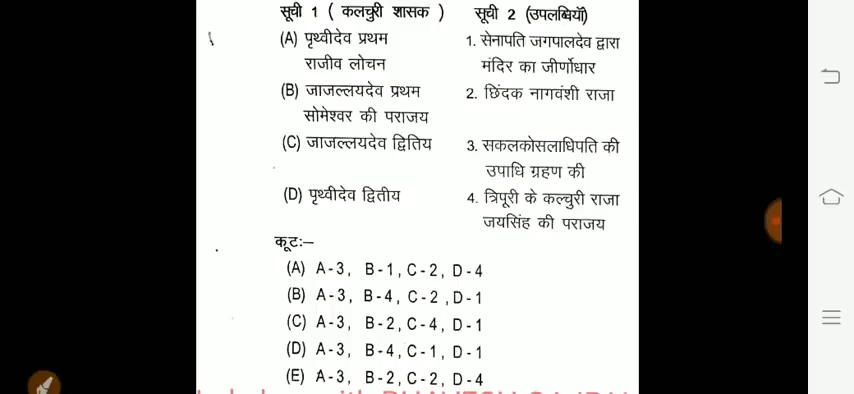 सूची 1 ( कलचुरी शासक ) सूची 2 (उपलब्धियाँ)
(A) पृथ्वीदेव प्रथम 1. सेनापति जगपालदेव द्वारा
राजीव लोचन मंदिर का जीर्णोधार
(B) जाजल्लयदेव प्रथम 2. छिंदक नागवंशी राजा
सोमेश्वर की पराजय
(C) जाजल्लयदेव द्वितिय 3. सकलकोसलाधिपति की
उपाधि ग्रहण की
(D) पृथ्वीदेव द्वितीय 4. त्रिपूरी के कल्चुरी राजा
जयसिंह की पराजय
कूटः–
(A) A-3, B-1, C-2, D-4
(B) A-3, B-4, C-2 ,D-1
(C) A-3, B-2, C-4, D-1
(D) A-3, B-4, C-1, D-1
(E) A-3, B-2, C-2, D-4